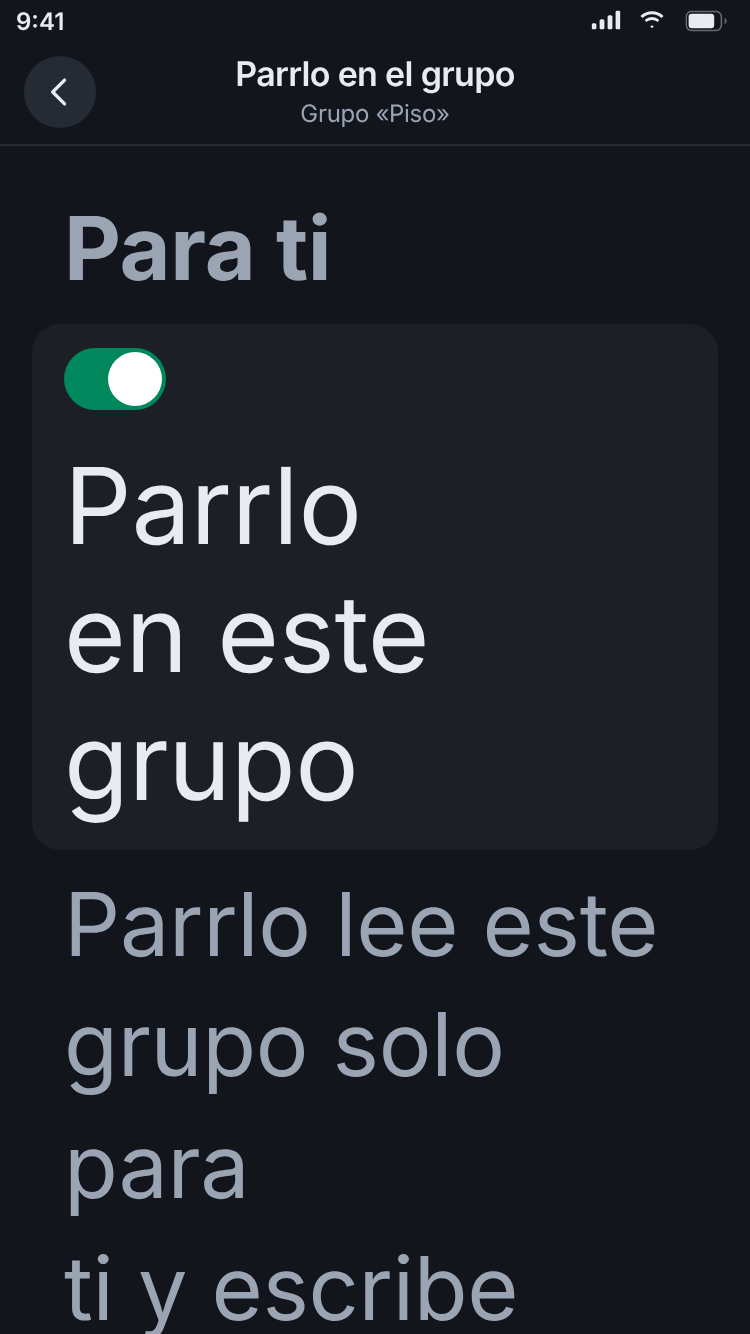 9:41
Parrlo en el grupo
Grupo «Piso»
Para ti
Parrlo
en este
grupo
Parrlo lee este
grupo solo
para
ti y escribe